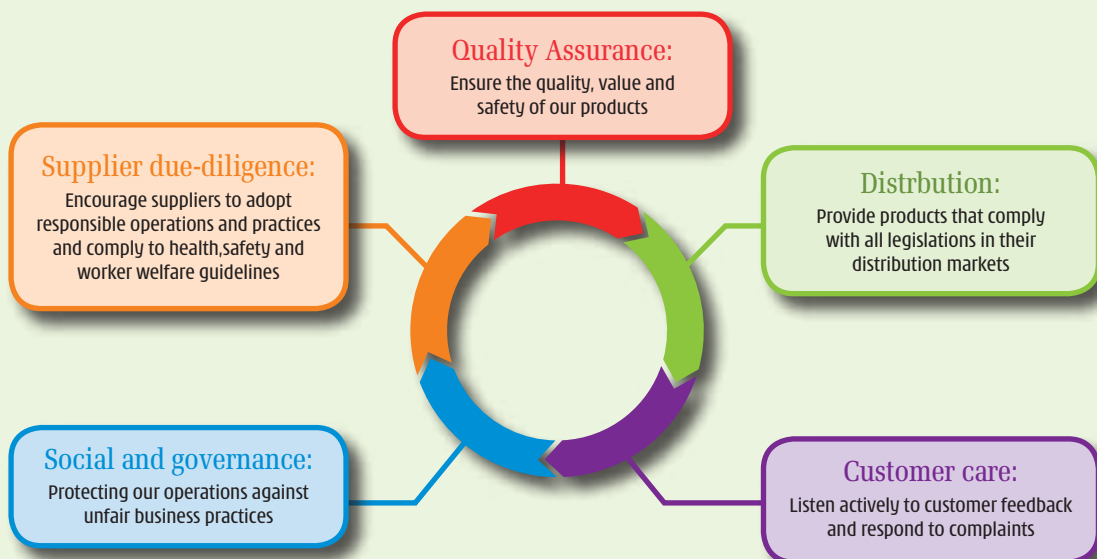 Quality Assurance:
Ensure the quality, value and
safety of our products
Supplier due-diligence:
Encourage suppliers to adopt
responsible operations and practices
and comply to health,safety and
worker welfare guidelines
Distrbution:
Provide products that comply
with all legislations in their
distribution markets
Social and governance:
Protecting our operations against
unfair business practices
Customer care:
Listen actively to customer feedback
and respond to complaints